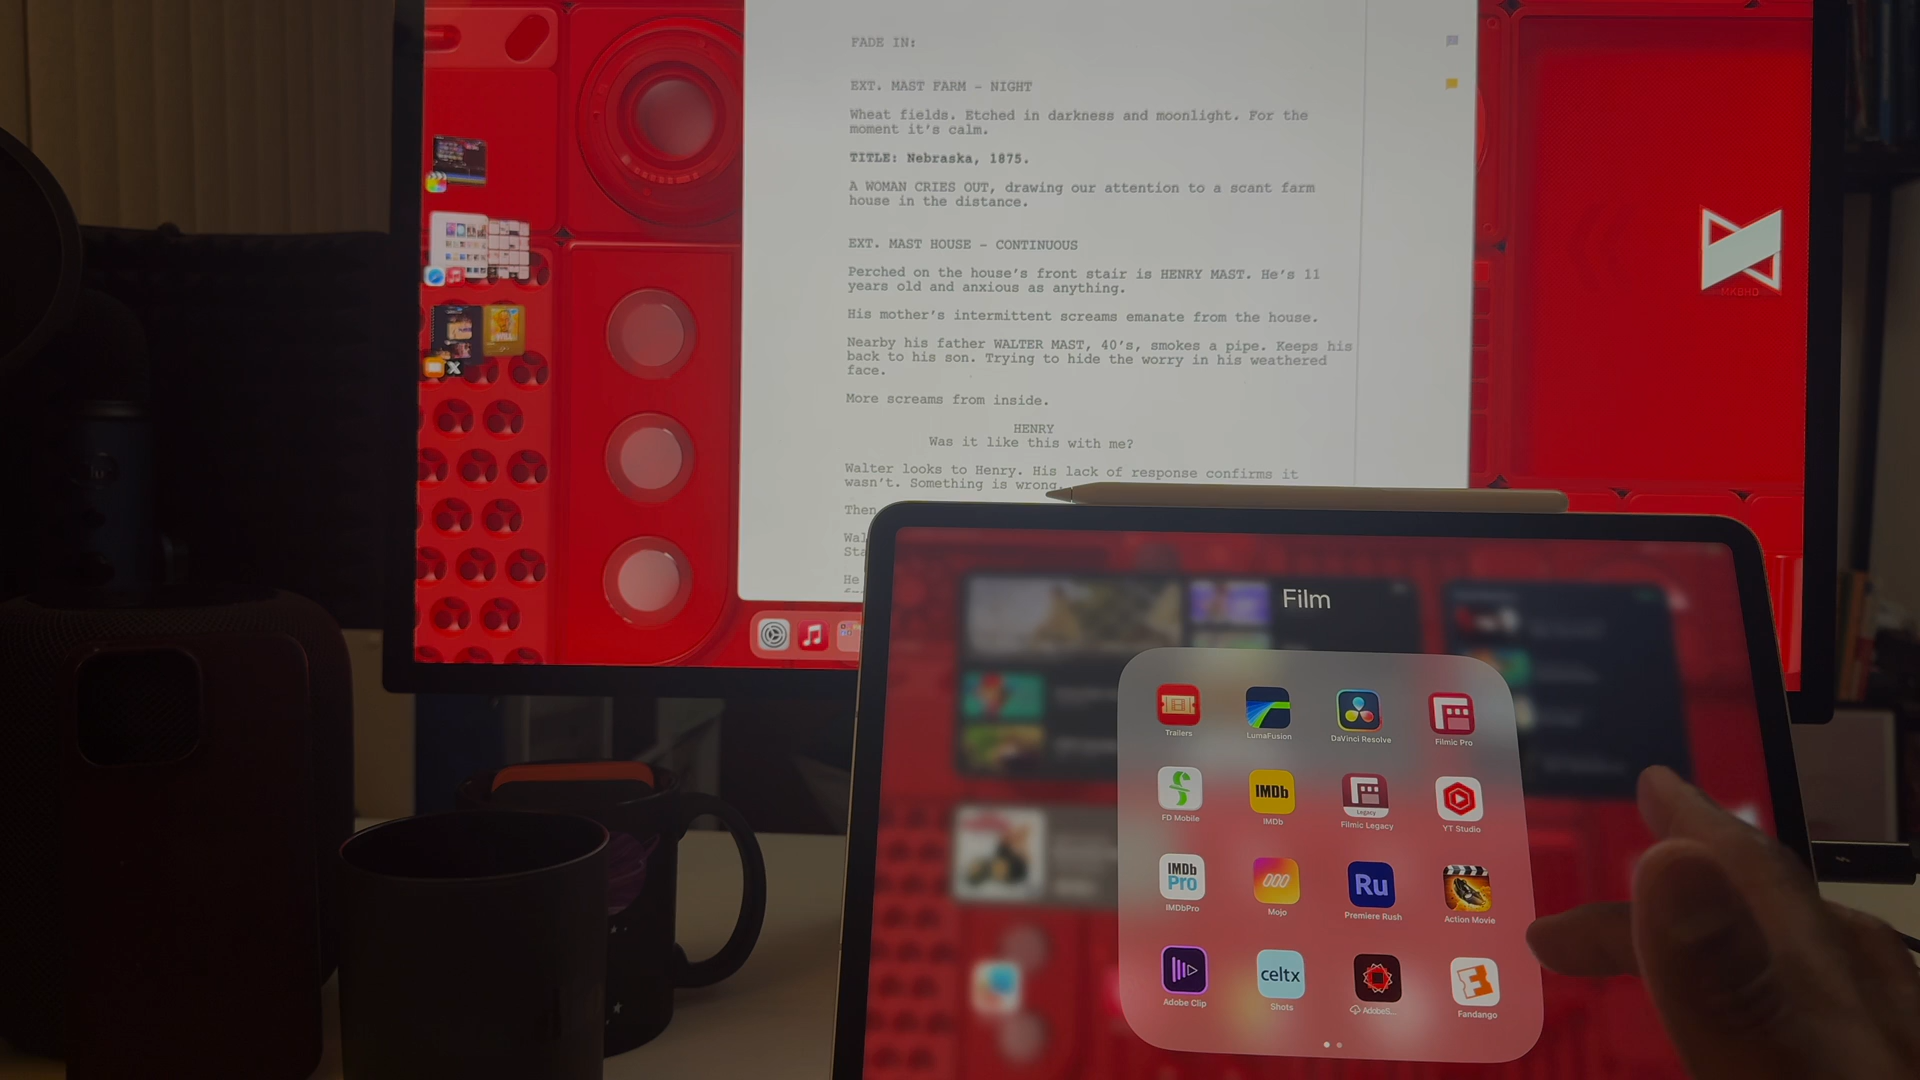 FADE IN:
EXT. MAST FARM - NIGHT
Wheat fields. Etched in darkness and moonlight. For the
moment it's calm.
TITLE: Nebraska, 1875.
A WOMAN CRIES OUT, drawing our attention to a scant farm
house in the distance.
EXT. MAST HOUSE - CONTINUOUS
Perched on the house's front stair is HENRY MAST. He's 11
years old and anxious as anything.
His mother's intermittent screams emanate from the house.
Nearby his father WALTER MAST, 40's, smokes a pipe. Keeps his
back to his son. Trying to hide the worry in his weathered
face.
More screams from inside.
HENRY
Was it like this with me?
Walter looks to Henry. His lack of response confirms it
wasn't. Something is wrong.
Then
Wal
Sta
He
MKBHD
Film
Trailers
LumaFusion
DaVinci Resolve
Filmic Pro
IMDb
Legacy
FD Mobile
IMDb
Filmic Legacy
YT Studio
IMDb
Pro
Ru
IMDbPro
Mojo
Premiere Rush
Action Movie
celtx
Adobe Clip
Shots
AdobeS...
Fandango